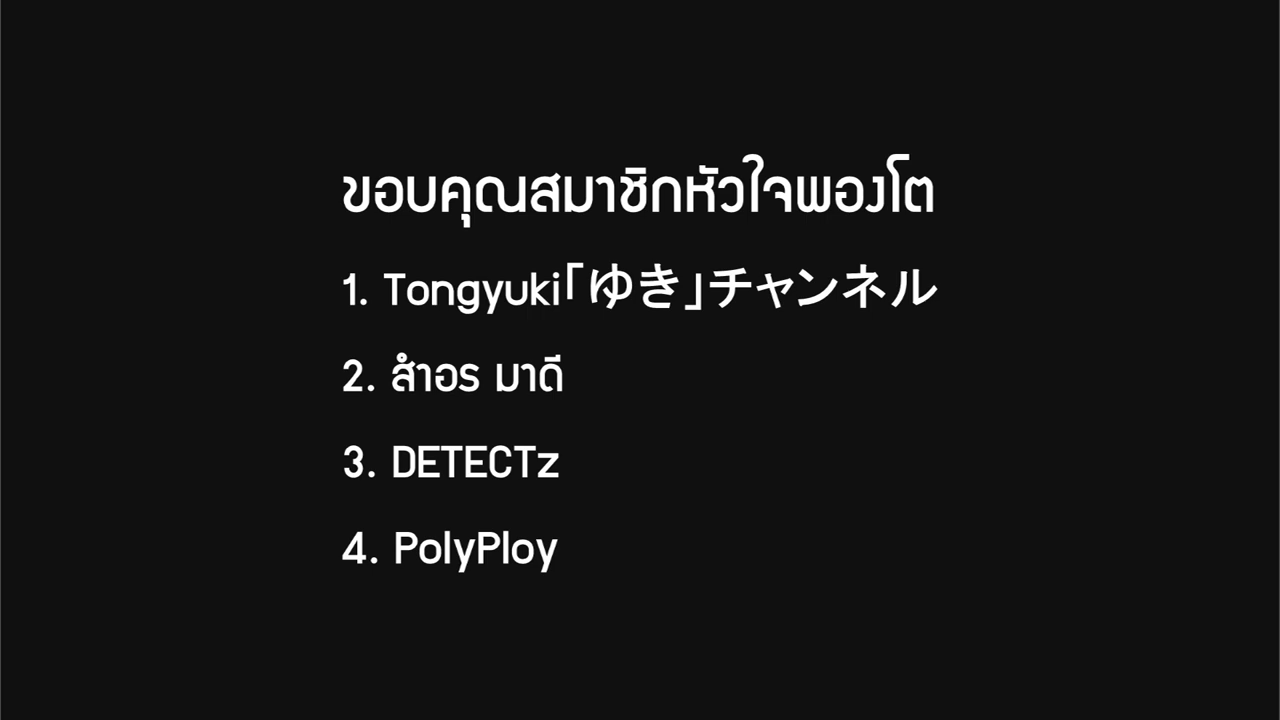 ขอบคุณสมาชิกหัวใจพองโต
1. Tongyuki「ゆき」チャンネル
2. สำอร มาดี
3. DETECTz
4. PolyPloy